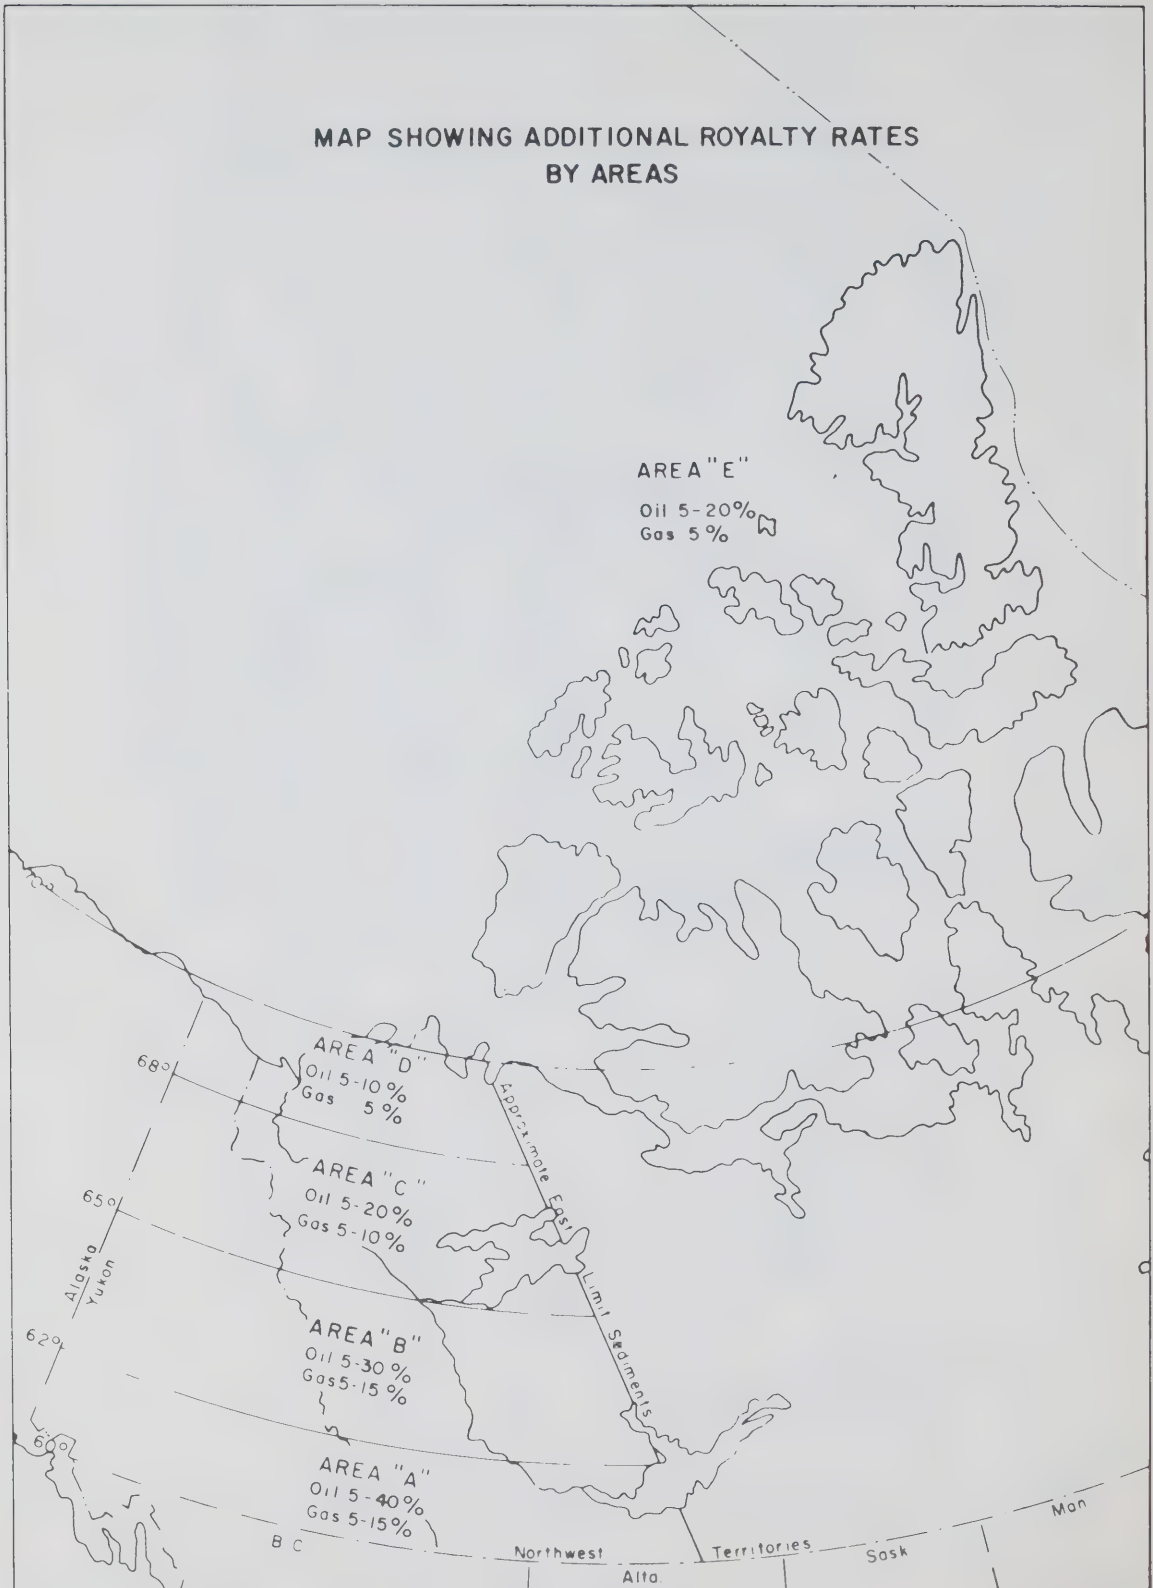 MAP SHOWING ADDITIONAL ROYALTY RATES
BY AREAS
AREA "E"
Oil 5-20%
Gas 5%
AREA "D"
Oil 5-10%
Gas 5%
68°
AREA "C"
Oil 5-20%
Gas 5-10%
65°
Alaska
Yukon
Approximate East Limit Sediments
AREA "B"
Oil 5-30%
Gas 5-15%
62°
60°
AREA "A"
Oil 5-40%
Gas 5-15%
B C
Northwest Territories
Alta.
Sask
Man